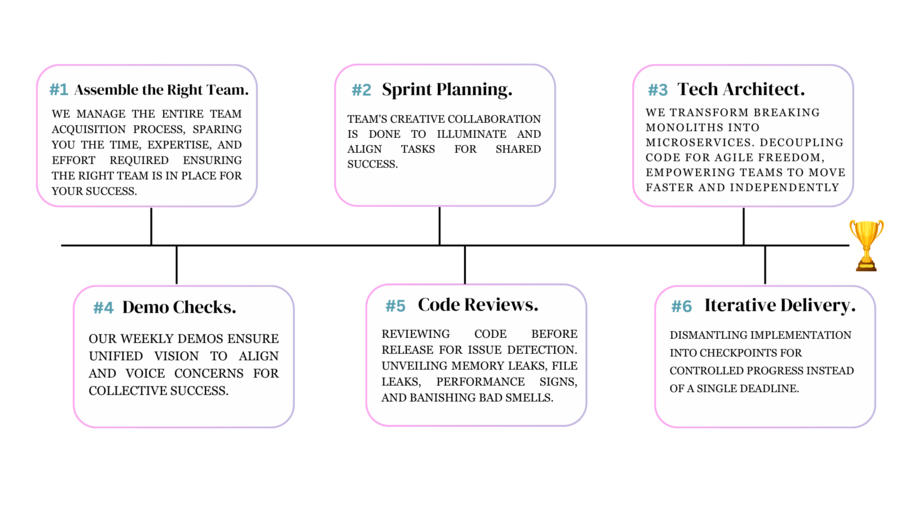 #1 Assemble the Right Team.
WE MANAGE THE ENTIRE TEAM
ACQUISITION PROCESS, SPARING
YOU THE TIME, EXPERTISE, AND
EFFORT REQUIRED ENSURING
THE RIGHT TEAM IS IN PLACE FOR
YOUR SUCCESS.
#2 Sprint Planning.
TEAM'S CREATIVE COLLABORATION
IS DONE TO ILLUMINATE AND
ALIGN TASKS FOR SHARED
SUCCESS.
#3 Tech Architect.
WE TRANSFORM BREAKING
MONOLITHS INTO
MICROSERVICES. DECOUPLING
CODE FOR AGILE FREEDOM,
EMPOWERING TEAMS TO MOVE
FASTER AND INDEPENDENTLY
#4 Demo Checks.
OUR WEEKLY DEMOS ENSURE
UNIFIED VISION TO ALIGN
AND VOICE CONCERNS FOR
COLLECTIVE SUCCESS.
#5 Code Reviews.
REVIEWING CODE BEFORE
RELEASE FOR ISSUE DETECTION.
UNVEILING MEMORY LEAKS, FILE
LEAKS, PERFORMANCE SIGNS,
AND BANISHING BAD SMELLS.
#6 Iterative Delivery.
DISMANTLING IMPLEMENTATION
INTO CHECKPOINTS FOR
CONTROLLED PROGRESS INSTEAD
OF A SINGLE DEADLINE.